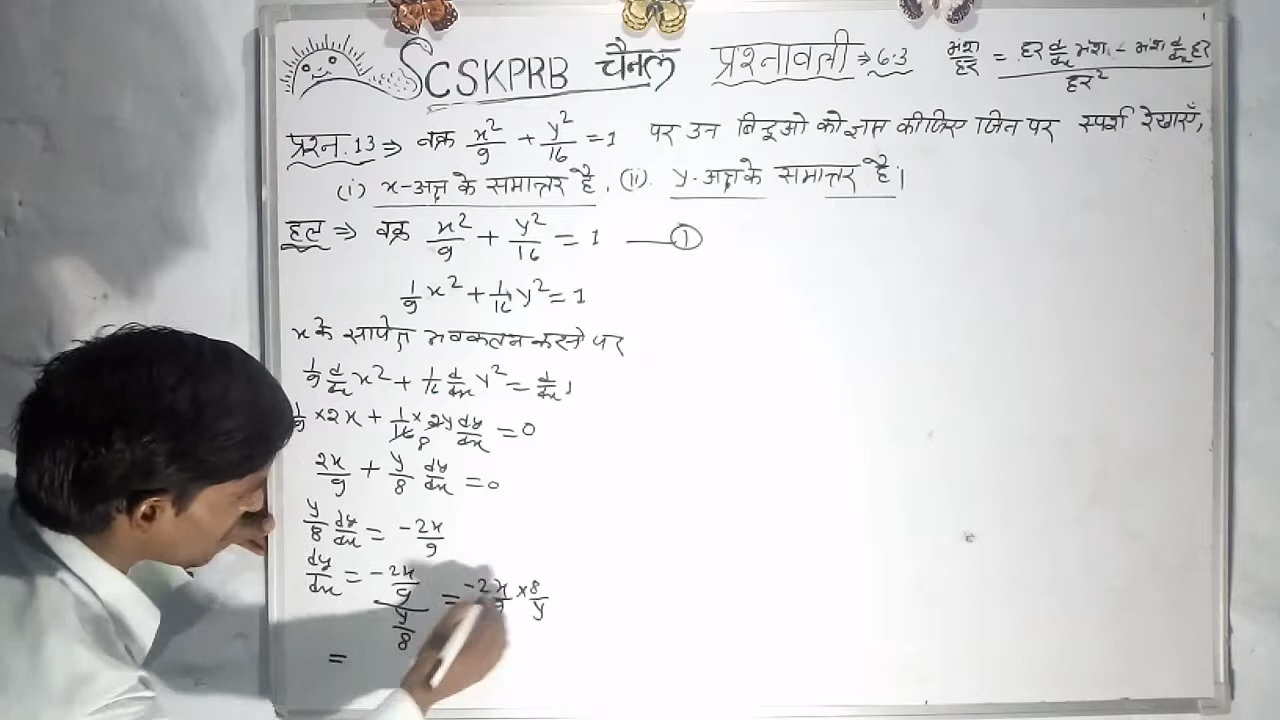 CSKPRB चैनल प्रश्नावली ⇒ 6.3 अंश/हर = (हर d/dx अंश - अंश d/dx हर)/हर²
प्रश्न.13 ⇒ वक्र x²/9 + y²/16 = 1 पर उन बिंदुओ को ज्ञात कीजिए जिन पर स्पर्श रेखाएँ,
(i) x-अक्ष के समान्तर है. (ii). y-अक्ष के समान्तर है।
हल ⇒ वक्र x²/9 + y²/16 = 1 —— ①
1/9 x² + 1/16 y² = 1
x के सापेक्ष अवकलन करने पर
1/9 d/dx x² + 1/16 d/dx y² = d/dx 1
1/9 × 2x + 1/16 × 2y dy/dx = 0
8
2x/9 + y/8 dy/dx = 0
y/8 dy/dx = -2x/9
dy/dx = (-2x/9)/(y/8) = -2x/9 × 8/y
=